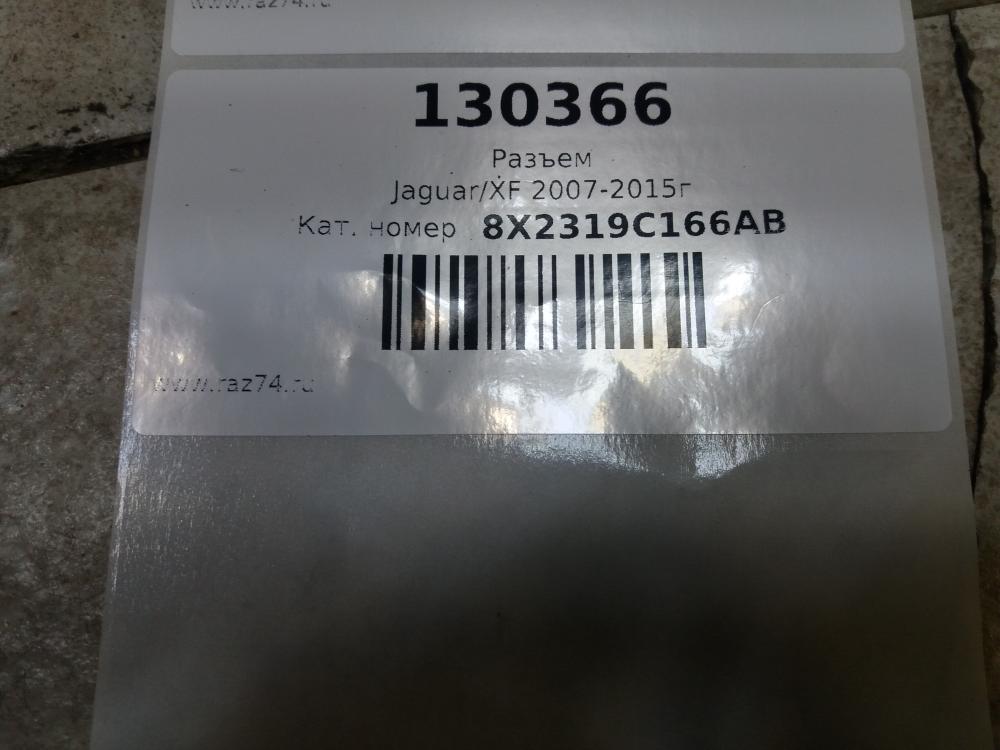 www.raz74.ru
130366
Разъем
Jaguar/XF 2007-2015г
Кат. номер 8X2319C166AB
www.raz74.ru